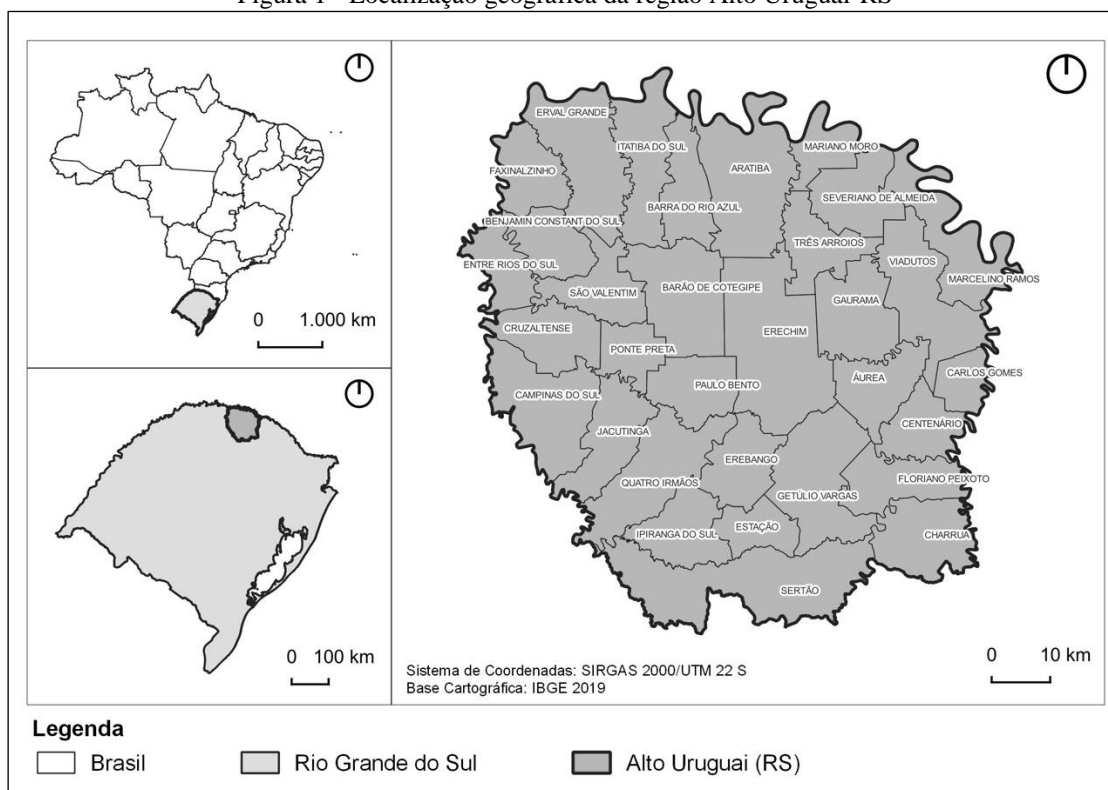 Figura 1 - Localização geográfica da região Alto Uruguai-RS
0 1.000 km
0 100 km
ERVAL GRANDE
ITATIBA DO SUL
MARIANO MORO
FAXINALZINHO
ARATIBA
SEVERIANO DE ALMEIDA
BARRA DO RIO AZUL
BENJAMIN CONSTANT DO SUL
TRÊS ARROIOS
ENTRE RIOS DO SUL
VIADUTOS
MARCELINO RAMOS
SÃO VALENTIM
BARÃO DE COTEGIPE
GAURAMA
CRUZALTENSE
ERECHIM
PONTE PRETA
CARLOS GOMES
ÁUREA
PAULO BENTO
CAMPINAS DO SUL
CENTENÁRIO
JACUTINGA
EREBANGO
FLORIANO PEIXOTO
QUATRO IRMÃOS
GETÚLIO VARGAS
ESTAÇÃO
IPIRANGA DO SUL
CHARRUA
SERTÃO
0 10 km
Sistema de Coordenadas: SIRGAS 2000/UTM 22 S
Base Cartográfica: IBGE 2019
Legenda
Brasil
Rio Grande do Sul
Alto Uruguai (RS)